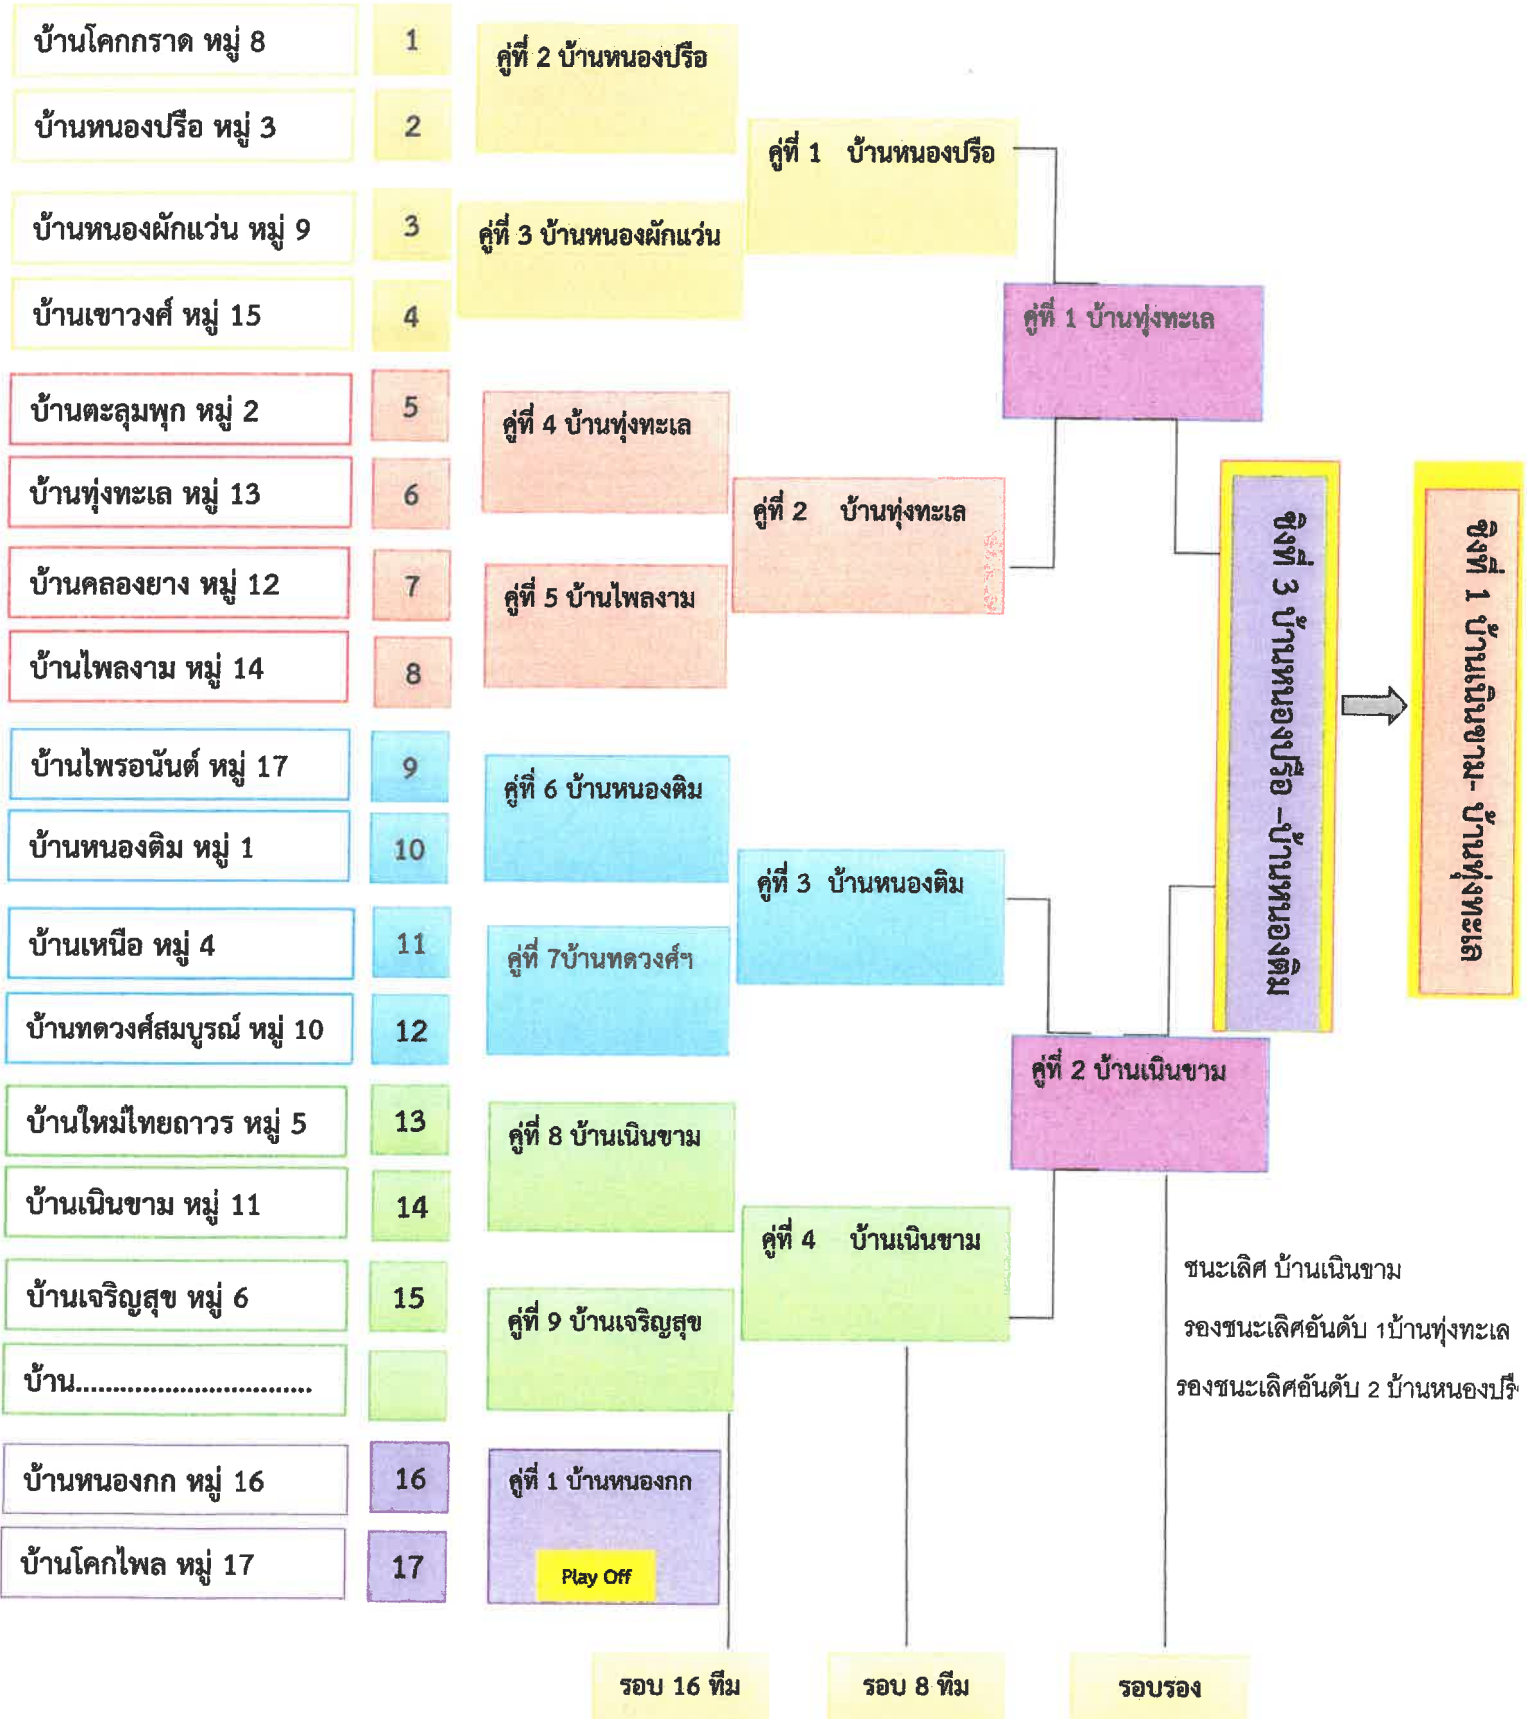 บ้านโคกกราด หมู่ 8
1
บ้านหนองปรือ หมู่ 3
2
บ้านหนองผักแว่น หมู่ 9
3
บ้านเขาวงศ์ หมู่ 15
4
บ้านตะลุมพุก หมู่ 2
5
บ้านทุ่งทะเล หมู่ 13
6
บ้านคลองยาง หมู่ 12
7
บ้านไพลงาม หมู่ 14
8
บ้านไพรอนันต์ หมู่ 17
9
บ้านหนองติม หมู่ 1
10
บ้านเหนือ หมู่ 4
11
บ้านทดวงศ์สมบูรณ์ หมู่ 10
12
บ้านใหม่ไทยถาวร หมู่ 5
13
บ้านเนินขาม หมู่ 11
14
บ้านเจริญสุข หมู่ 6
15
บ้าน................................
บ้านหนองกก หมู่ 16
16
บ้านโคกไพล หมู่ 17
17
คู่ที่ 2 บ้านหนองปรือ
คู่ที่ 3 บ้านหนองผักแว่น
คู่ที่ 4 บ้านทุ่งทะเล
คู่ที่ 5 บ้านไพลงาม
คู่ที่ 6 บ้านหนองติม
คู่ที่ 7บ้านทดวงศ์ฯ
คู่ที่ 8 บ้านเนินขาม
คู่ที่ 9 บ้านเจริญสุข
คู่ที่ 1 บ้านหนองกก
Play Off
คู่ที่ 1 บ้านหนองปรือ
คู่ที่ 2 บ้านทุ่งทะเล
คู่ที่ 3 บ้านหนองติม
คู่ที่ 4 บ้านเนินขาม
คู่ที่ 1 บ้านทุ่งทะเล
คู่ที่ 2 บ้านเนินขาม
ชิงที่ 3 บ้านหนองปรือ -บ้านหนองติม
ชิงที่ 1 บ้านเนินขาม- บ้านทุ่งทะเล
ชนะเลิศ บ้านเนินขาม
รองชนะเลิศอันดับ 1บ้านทุ่งทะเล
รองชนะเลิศอันดับ 2 บ้านหนองปรื
รอบ 16 ทีม
รอบ 8 ทีม
รอบรอง